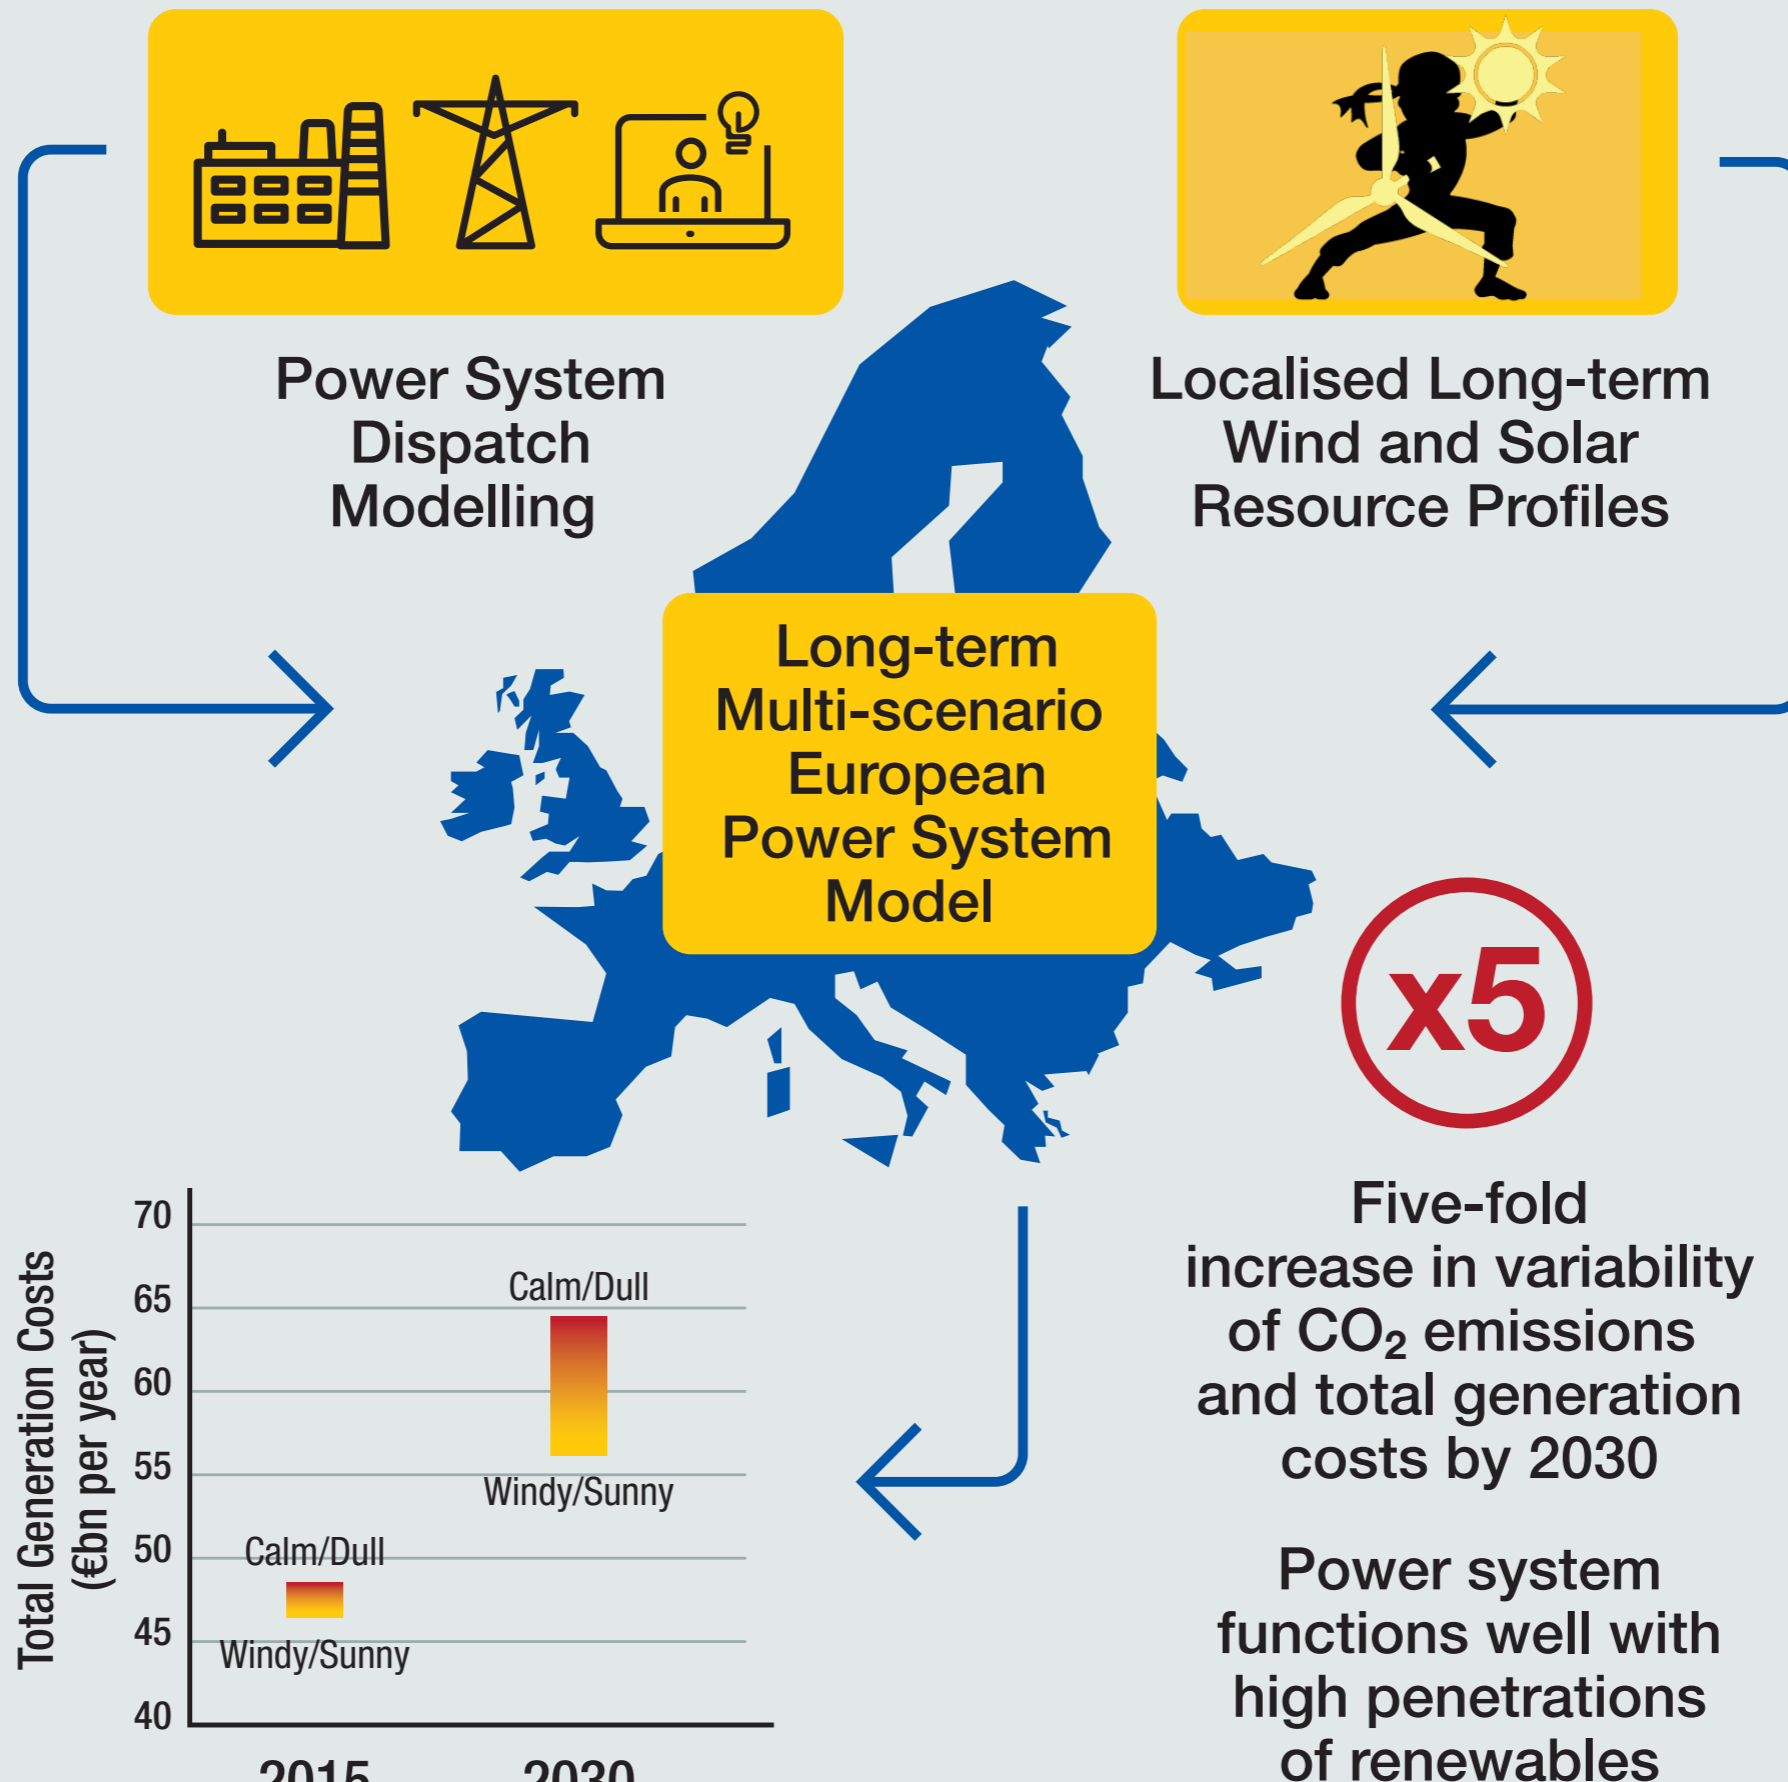 Power System
Dispatch
Modelling
Localised Long-term
Wind and Solar
Resource Profiles
Long-term
Multi-scenario
European
Power System
Model
x5
Five-fold
increase in variability
of CO₂ emissions
and total generation
costs by 2030
Power system
functions well with
high penetrations
of renewables
Total Generation Costs
(€bn per year)
70
65
60
55
50
45
40
Calm/Dull
Windy/Sunny
Calm/Dull
Windy/Sunny
2015
2030